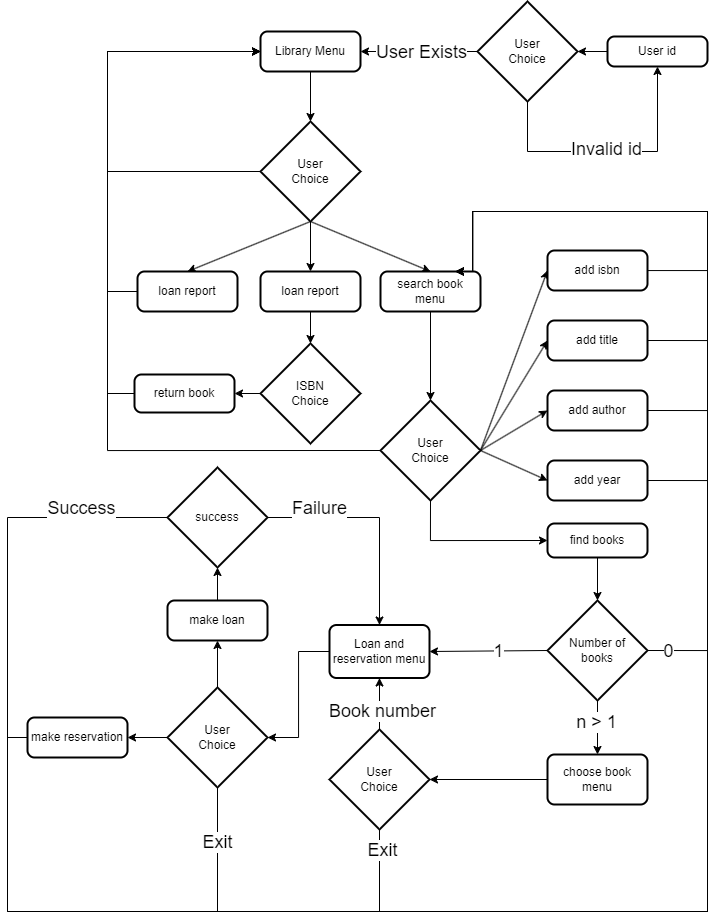 Library Menu
User Exists
User
Choice
User id
Invalid id
User
Choice
loan report
loan report
search book
menu
add isbn
add title
return book
ISBN
Choice
add author
User
Choice
add year
Success
success
Failure
find books
make loan
Loan and
reservation menu
1
Number of
books
0
make reservation
User
Choice
Book number
n > 1
User
Choice
choose book
menu
Exit
Exit